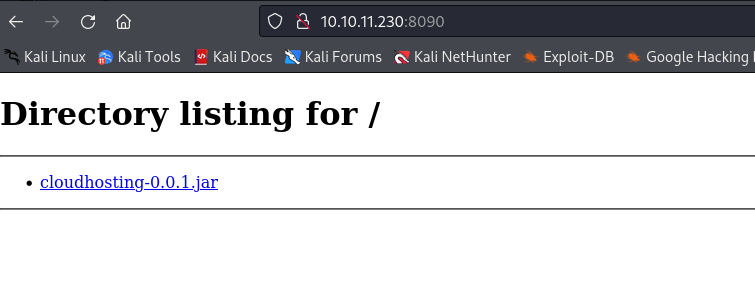 10.10.11.230:8090
Kali Linux Kali Tools Kali Docs Kali Forums Kali NetHunter Exploit-DB Google Hacking
Directory listing for /
cloudhosting-0.0.1.jar